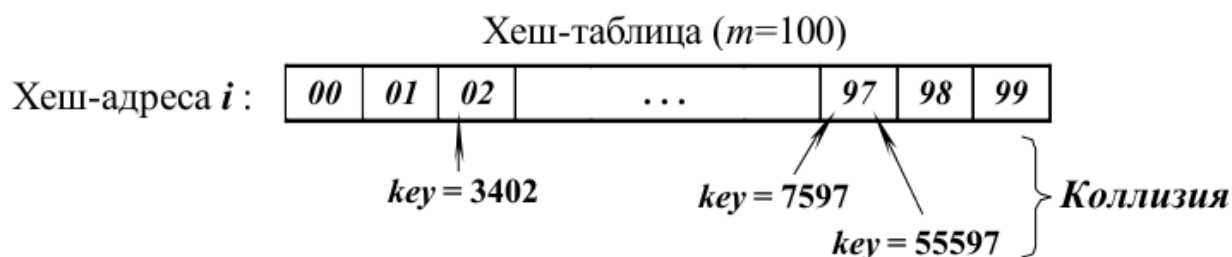 Хеш-таблица (m=100)
Хеш-адреса i : 00 01 02 ... 97 98 99
key = 3402 key = 7597 Коллизия
key = 55597